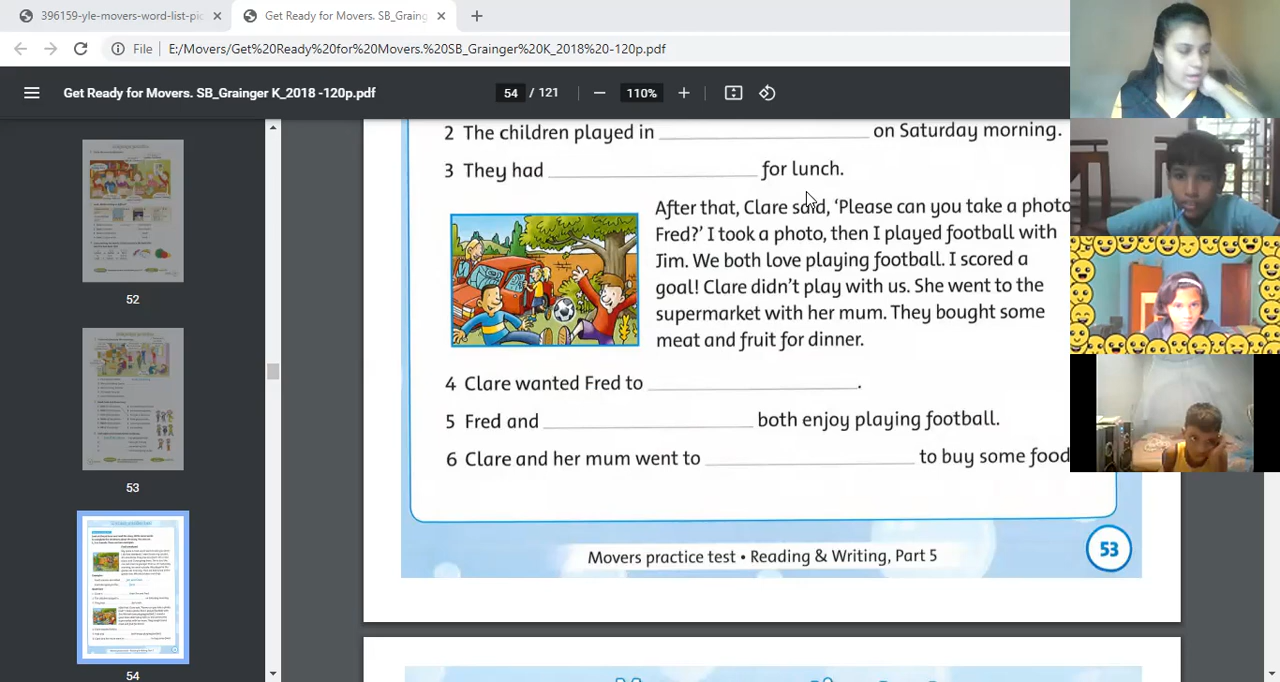 396159-yle-movers-word-list-pic
Get Ready for Movers. SB_Graing
File
E:/Movers/Get%20Ready%20for%20Movers.%20SB_Grainger%20K_2018%20-120p.pdf
Get Ready for Movers. SB_Grainger K_2018 -120p.pdf
54 / 121
110%
52
53
54
2 The children played in ____________ on Saturday morning.
3 They had ____________ for lunch.
After that, Clare said, ‘Please can you take a photo
Fred?’ I took a photo, then I played football with
Jim. We both love playing football. I scored a
goal! Clare didn’t play with us. She went to the
supermarket with her mum. They bought some
meat and fruit for dinner.
4 Clare wanted Fred to ____________.
5 Fred and ____________ both enjoy playing football.
6 Clare and her mum went to ____________ to buy some food
Movers practice test • Reading & Writing, Part 5
53